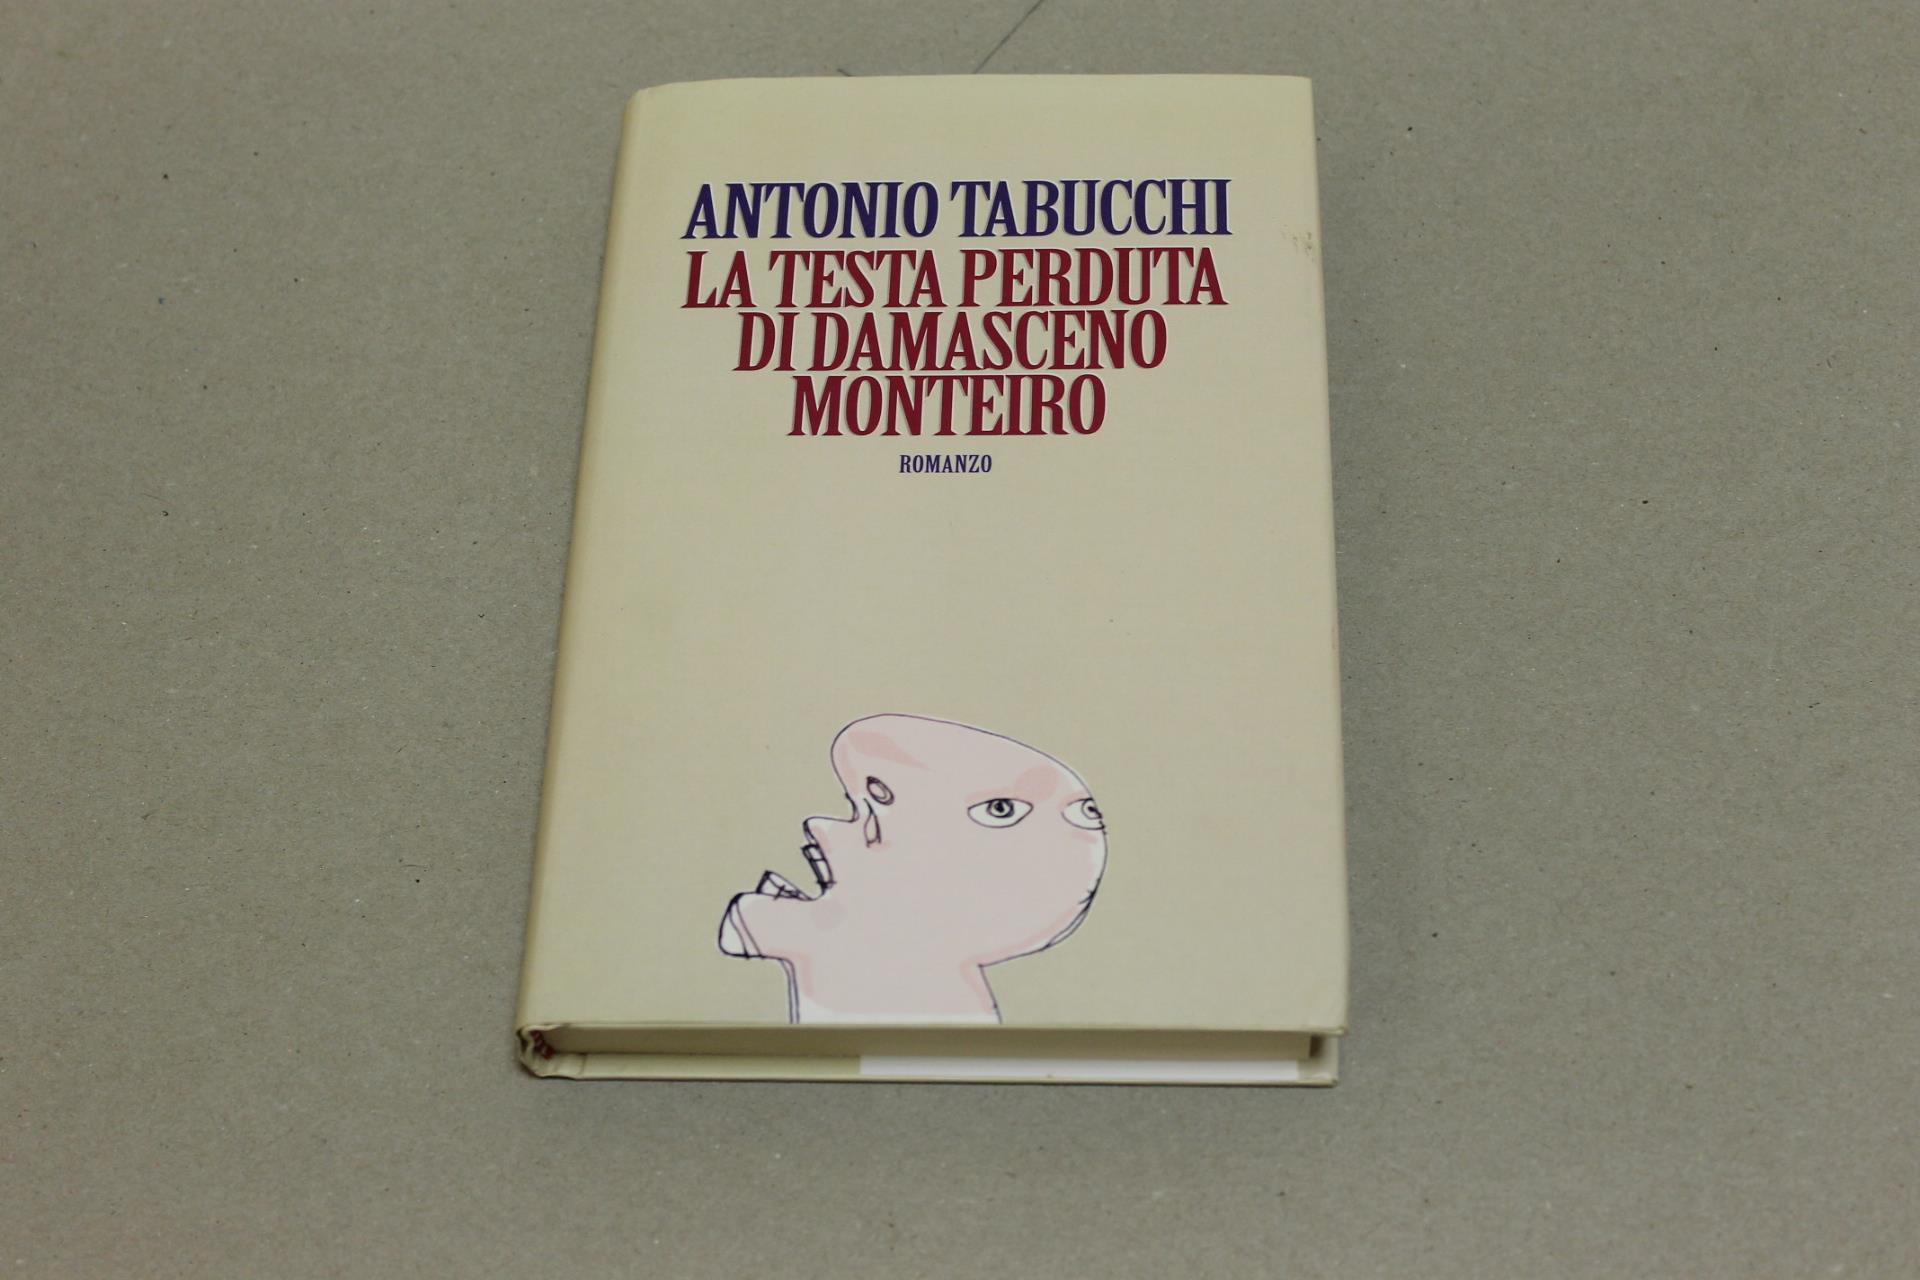 ANTONIO TABUCCHI
LA TESTA PERDUTA
DI DAMASCENO
MONTEIRO
ROMANZO